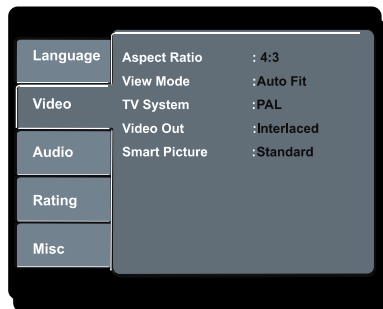 Language
Video
Audio
Rating
Misc
Aspect Ratio : 4:3
View Mode :Auto Fit
TV System :PAL
Video Out :Interlaced
Smart Picture :Standard